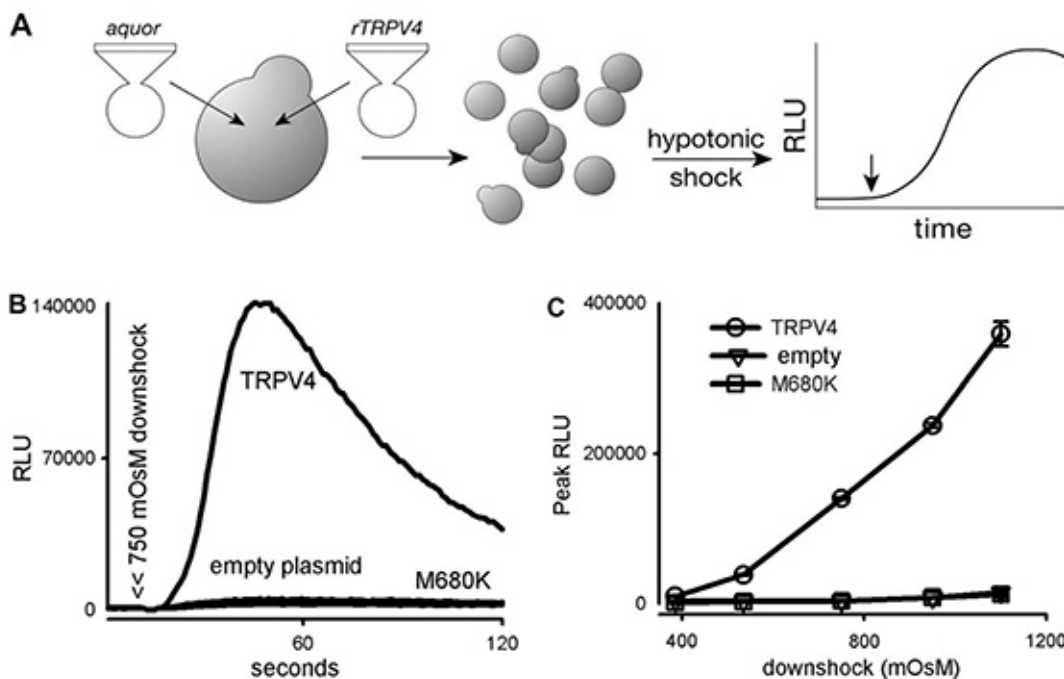 A
aquor
rTRPV4
hypotonic
shock
RLU
time
B
140000
70000
0
RLU
<< 750 mOsM downshock
TRPV4
empty plasmid
M680K
60
120
seconds
C
400000
200000
0
Peak RLU
TRPV4
empty
M680K
400
800
1200
downshock (mOsM)